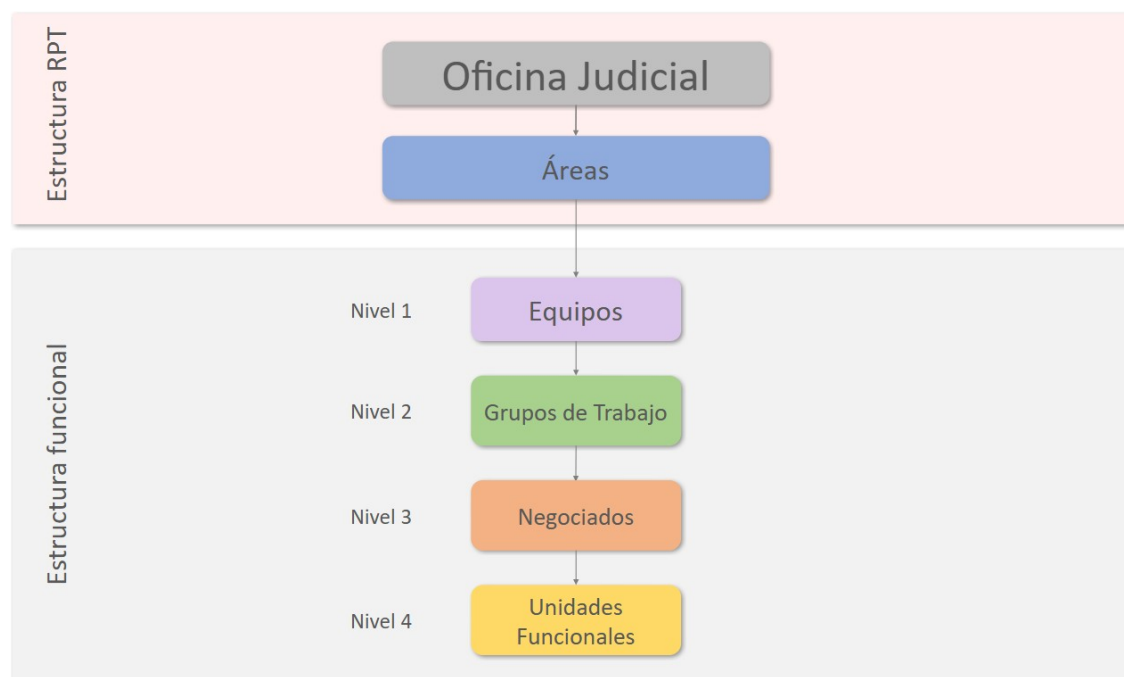 Estructura RPT
Oficina Judicial
Áreas
Estructura funcional
Nivel 1
Equipos
Nivel 2
Grupos de Trabajo
Nivel 3
Negociados
Nivel 4
Unidades
Funcionales